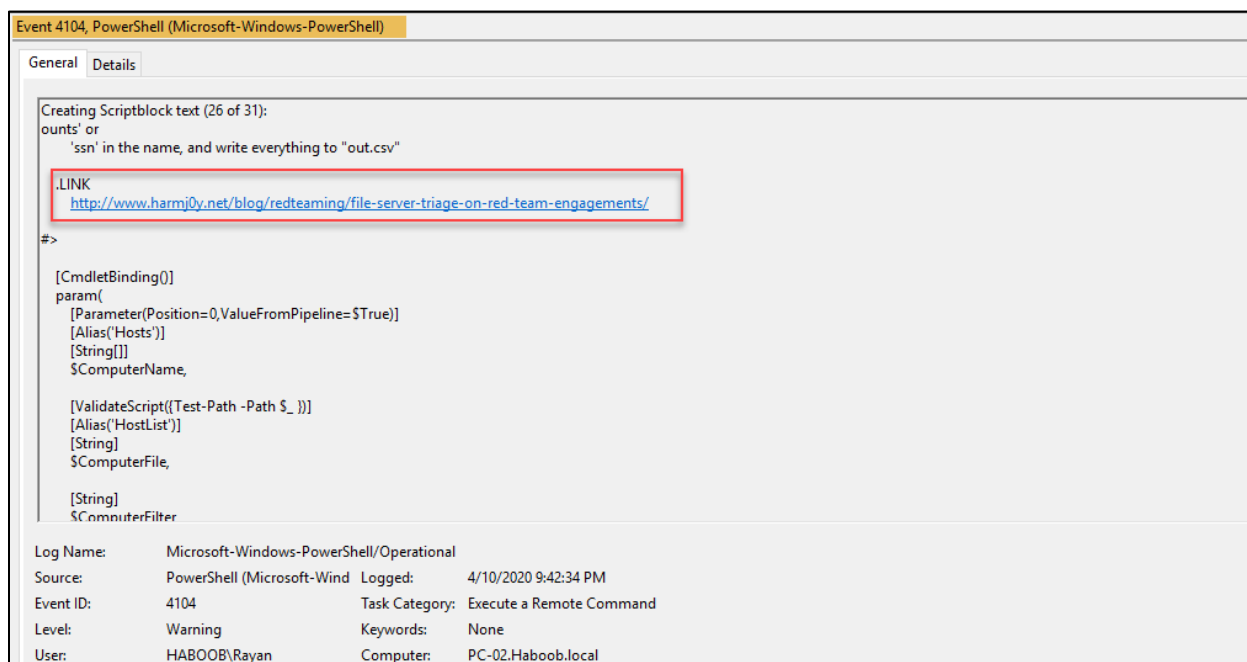 Event 4104, PowerShell (Microsoft-Windows-PowerShell)
General Details
Creating Scriptblock text (26 of 31):
ounts' or
'ssn' in the name, and write everything to "out.csv"
.LINK
http://www.harmj0y.net/blog/redteaming/file-server-triage-on-red-team-engagements/
#>
[CmdletBinding()]
param(
[Parameter(Position=0,ValueFromPipeline=$True)]
[Alias('Hosts')]
[String[]]
$ComputerName,
[ValidateScript({Test-Path -Path $_ })]
[Alias('HostList')]
[String]
$ComputerFile,
[String]
$ComputerFilter
Log Name: Microsoft-Windows-PowerShell/Operational
Source: PowerShell (Microsoft-Wind Logged: 4/10/2020 9:42:34 PM
Event ID: 4104 Task Category: Execute a Remote Command
Level: Warning Keywords: None
User: HABOOB\Rayan Computer: PC-02.Haboob.local